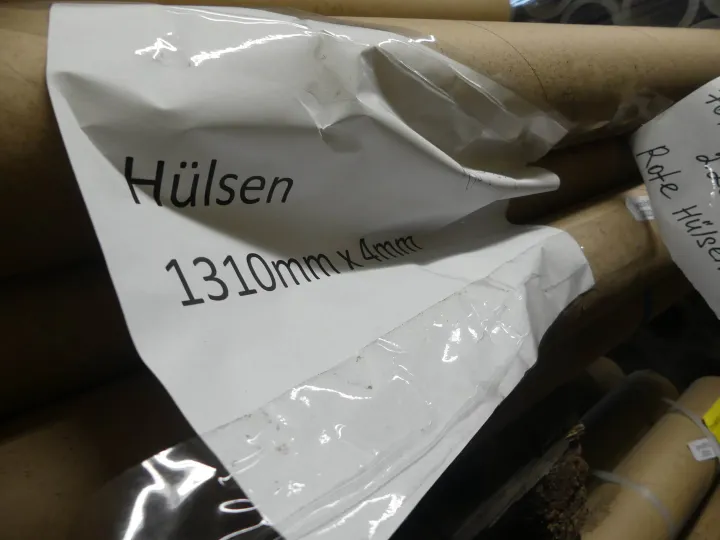 Hülsen
1310mm x 4mm
Rote Hülsen